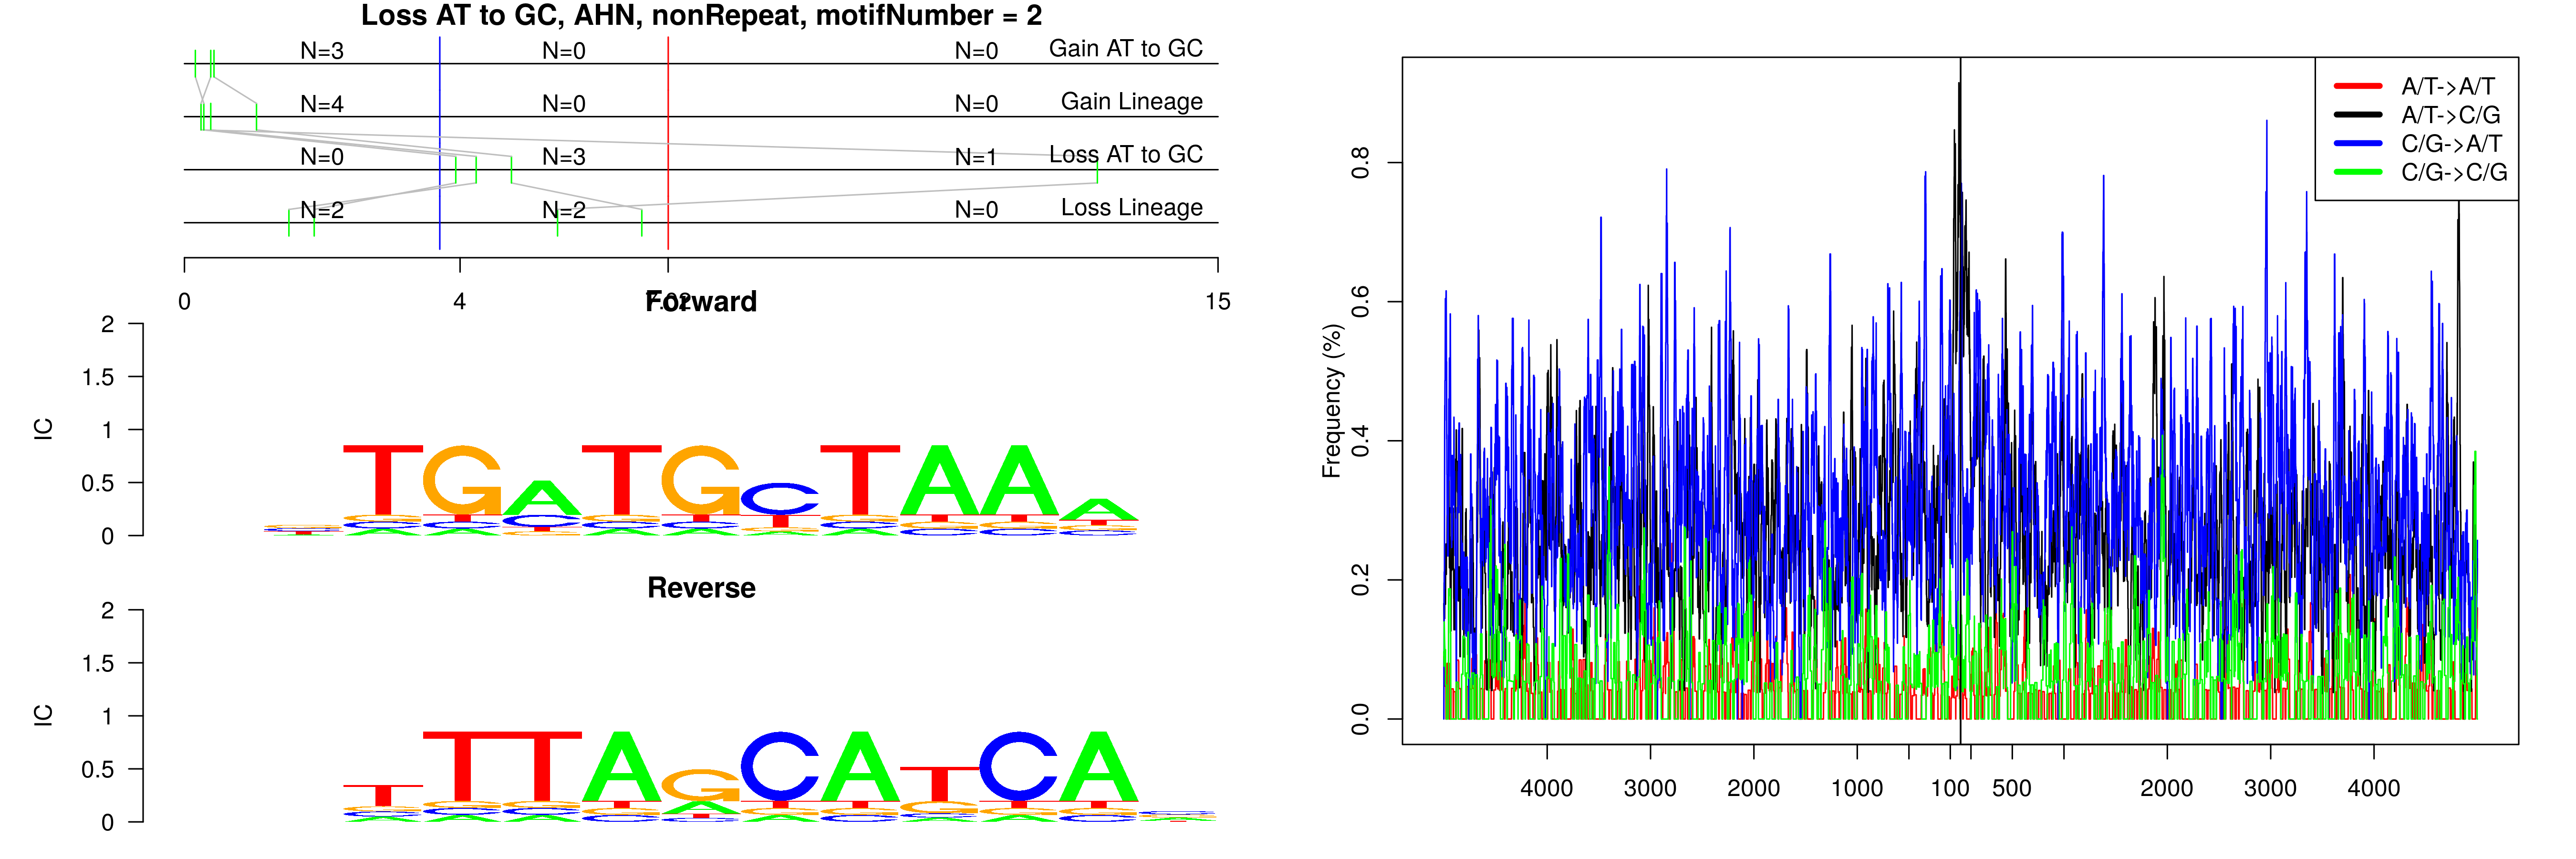 Loss AT to GC, AHN, nonRepeat, motifNumber = 2
N=3 N=0 N=0 Gain AT to GC
N=4 N=0 N=0 Gain Lineage
N=0 N=3 N=1 Loss AT to GC
N=2 N=2 N=0 Loss Lineage
0 4 7.02 15
Forward
2
1.5
1
0.5
0
IC
TGATGCTAAA
Reverse
2
1.5
1
0.5
0
IC
TTTAGCATCA
A/T->A/T
A/T->C/G
C/G->A/T
C/G->C/G
Frequency (%)
0.8
0.6
0.4
0.2
0.0
4000 3000 2000 1000 100 500 2000 3000 4000